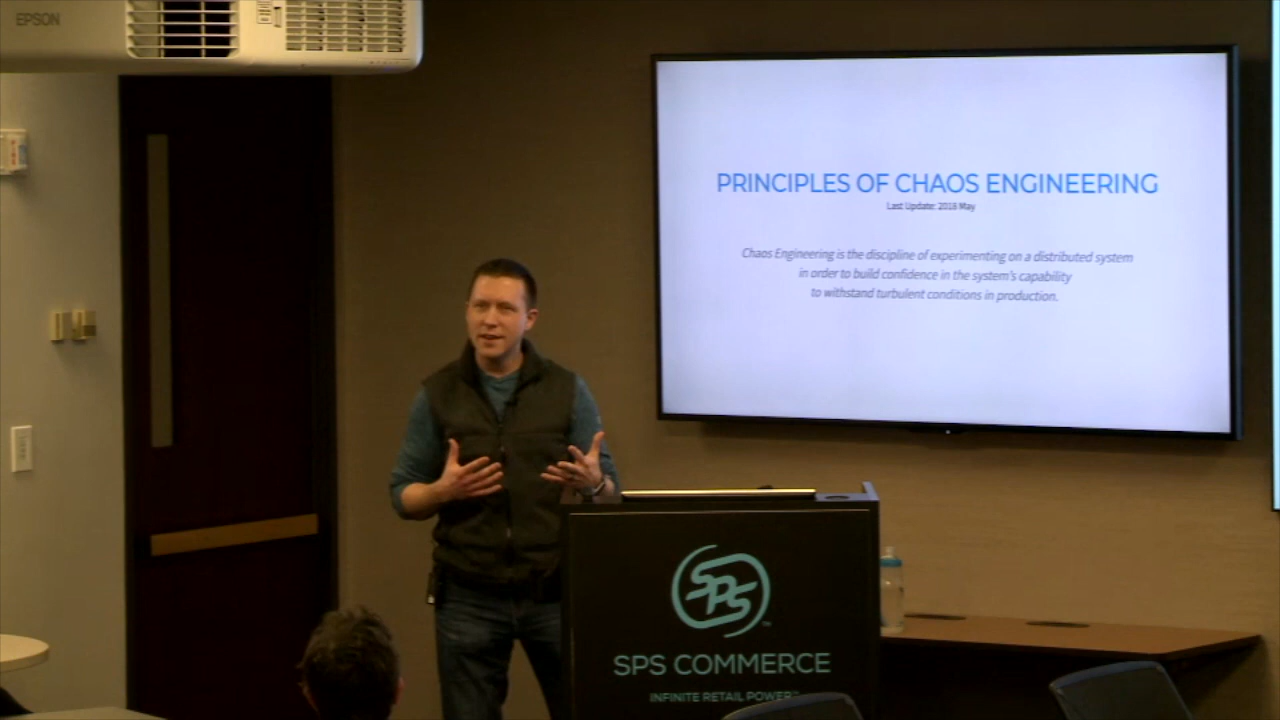 EPSON
PRINCIPLES OF CHAOS ENGINEERING
Last Update: 2018 May
Chaos Engineering is the discipline of experimenting on a distributed system
in order to build confidence in the system's capability
to withstand turbulent conditions in production.
SPS
SPS COMMERCE
INFINITE RETAIL POWER™